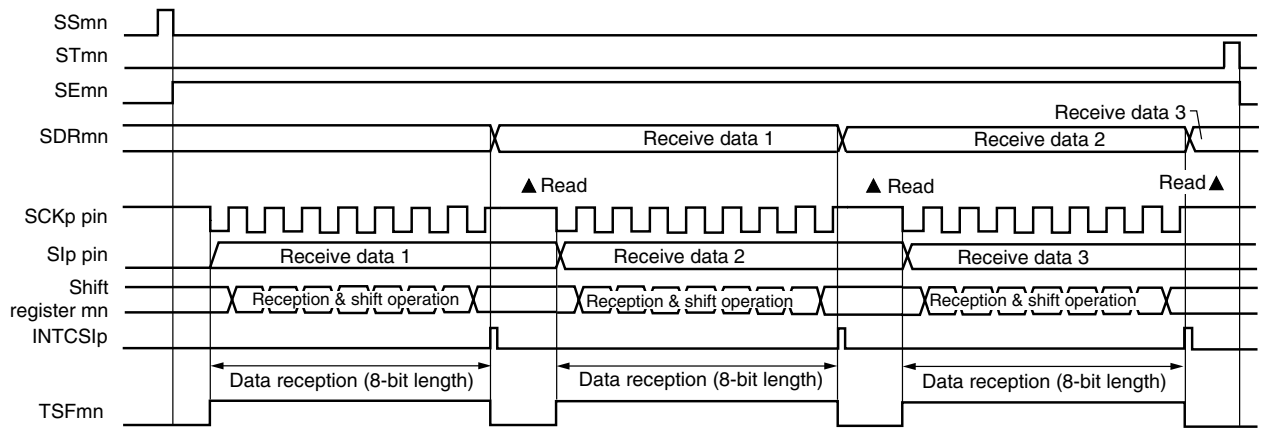 SSmn
STmn
SEmn
Receive data 3
SDRmn
Receive data 1
Receive data 2
▲ Read
▲ Read
Read ▲
SCKp pin
SIp pin
Receive data 1
Receive data 2
Receive data 3
Shift
register mn
Reception & shift operation
Reception & shift operation
Reception & shift operation
INTCSIp
Data reception (8-bit length)
Data reception (8-bit length)
Data reception (8-bit length)
TSFmn